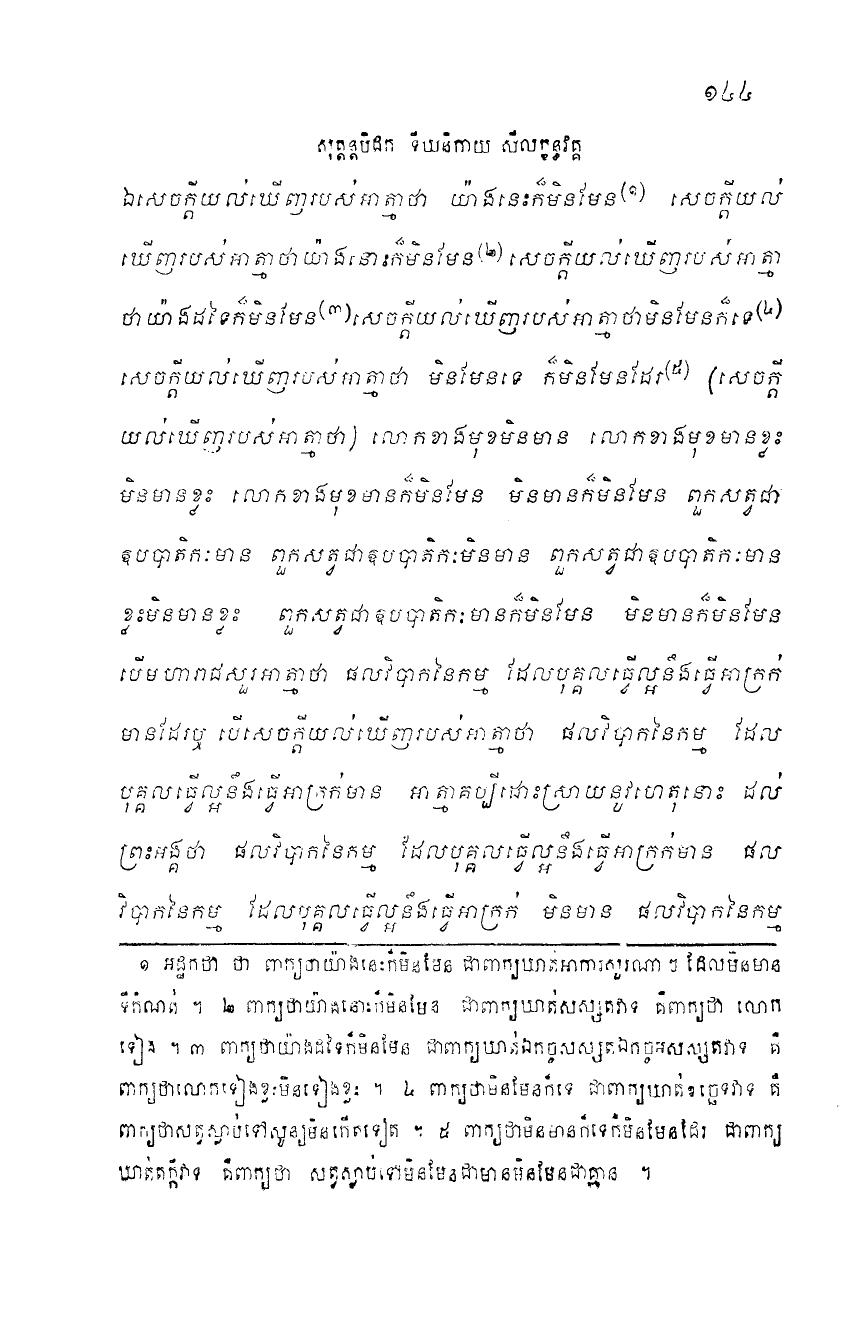 ១៤៤
សុត្តន្តបិដក ទីឃនិកាយ សីលក្ខន្ធវគ្គ
ឯសេចក្តីយល់ឃើញរបស់អាត្មាថា យ៉ាងនេះក៏មិនមែន(១) សេចក្តីយល់
ឃើញរបស់អាត្មាថាយ៉ាងនោះក៏មិនមែន(២) សេចក្តីយល់ឃើញរបស់អាត្មា
ថាយ៉ាងដទៃក៏មិនមែន(៣)សេចក្តីយល់ឃើញរបស់អាត្មាថាមិនមែនក៏ទេ(៤)
សេចក្តីយល់ឃើញរបស់អាត្មាថា មិនមែនទេ ក៏មិនមែនដែរ(៥) (សេចក្តី
យល់ឃើញរបស់អាត្មាថា) លោកខាងមុខមិនមាន លោកខាងមុខមានខ្លះ
មិនមានខ្លះ លោកខាងមុខមានក៏មិនមែន មិនមានក៏មិនមែន ពួកសត្វជា
ឧបបាតិកៈមាន ពួកសត្វជាឧបបាតិកៈមិនមាន ពួកសត្វជាឧបបាតិកៈមាន
ខ្លះមិនមានខ្លះ ពួកសត្វជាឧបបាតិកៈមានក៏មិនមែន មិនមានក៏មិនមែន
បើមហារាជសួរអាត្មាថា ផលវិបាកនៃកម្ម ដែលបុគ្គលធ្វើល្អនឹងធ្វើអាក្រក់
មានដែរឬ បើសេចក្តីយល់ឃើញរបស់អាត្មាថា ផលវិបាកនៃកម្ម ដែល
បុគ្គលធ្វើល្អនឹងធ្វើអាក្រក់មាន អាត្មាគប្បីដោះស្រាយនូវហេតុនោះ ដល់
ព្រះអង្គថា ផលវិបាកនៃកម្ម ដែលបុគ្គលធ្វើល្អនឹងធ្វើអាក្រក់មាន ផល
វិបាកនៃកម្ម ដែលបុគ្គលធ្វើល្អនឹងធ្វើអាក្រក់ មិនមាន ផលវិបាកនៃកម្ម
១ អដ្ឋកថា ថា ពាក្យថាយ៉ាងនេះក៏មិនមែន ជាពាក្យឃាត់អាការសួរណាៗ ដែលមិនមាន
ទីកំណត់ ។ ២ ពាក្យថាយ៉ាងនោះក៏មិនមែន ជាពាក្យឃាត់សស្សតវាទ គឺពាក្យថា លោក
ទៀង ។ ៣ ពាក្យថាយ៉ាងដទៃក៏មិនមែន ជាពាក្យឃាត់ឯកច្ចសស្សតឯកច្ចអសស្សតវាទ គឺ
ពាក្យថាលោកទៀងខ្លះមិនទៀងខ្លះ ។ ៤ ពាក្យថាមិនមែនក៏ទេ ជាពាក្យឃាត់ឧច្ឆេទវាទ គឺ
ពាក្យថាសត្វស្លាប់ទៅសូន្យមិនកើតទៀត ។ ៥ ពាក្យថាមិនមានក៏ទេក៏មិនមែនដែរ ជាពាក្យ
ឃាត់តក្កីវាទ គឺពាក្យថា សត្វស្លាប់ទៅមិនមែនជាមានមិនមែនជាគ្មាន ។